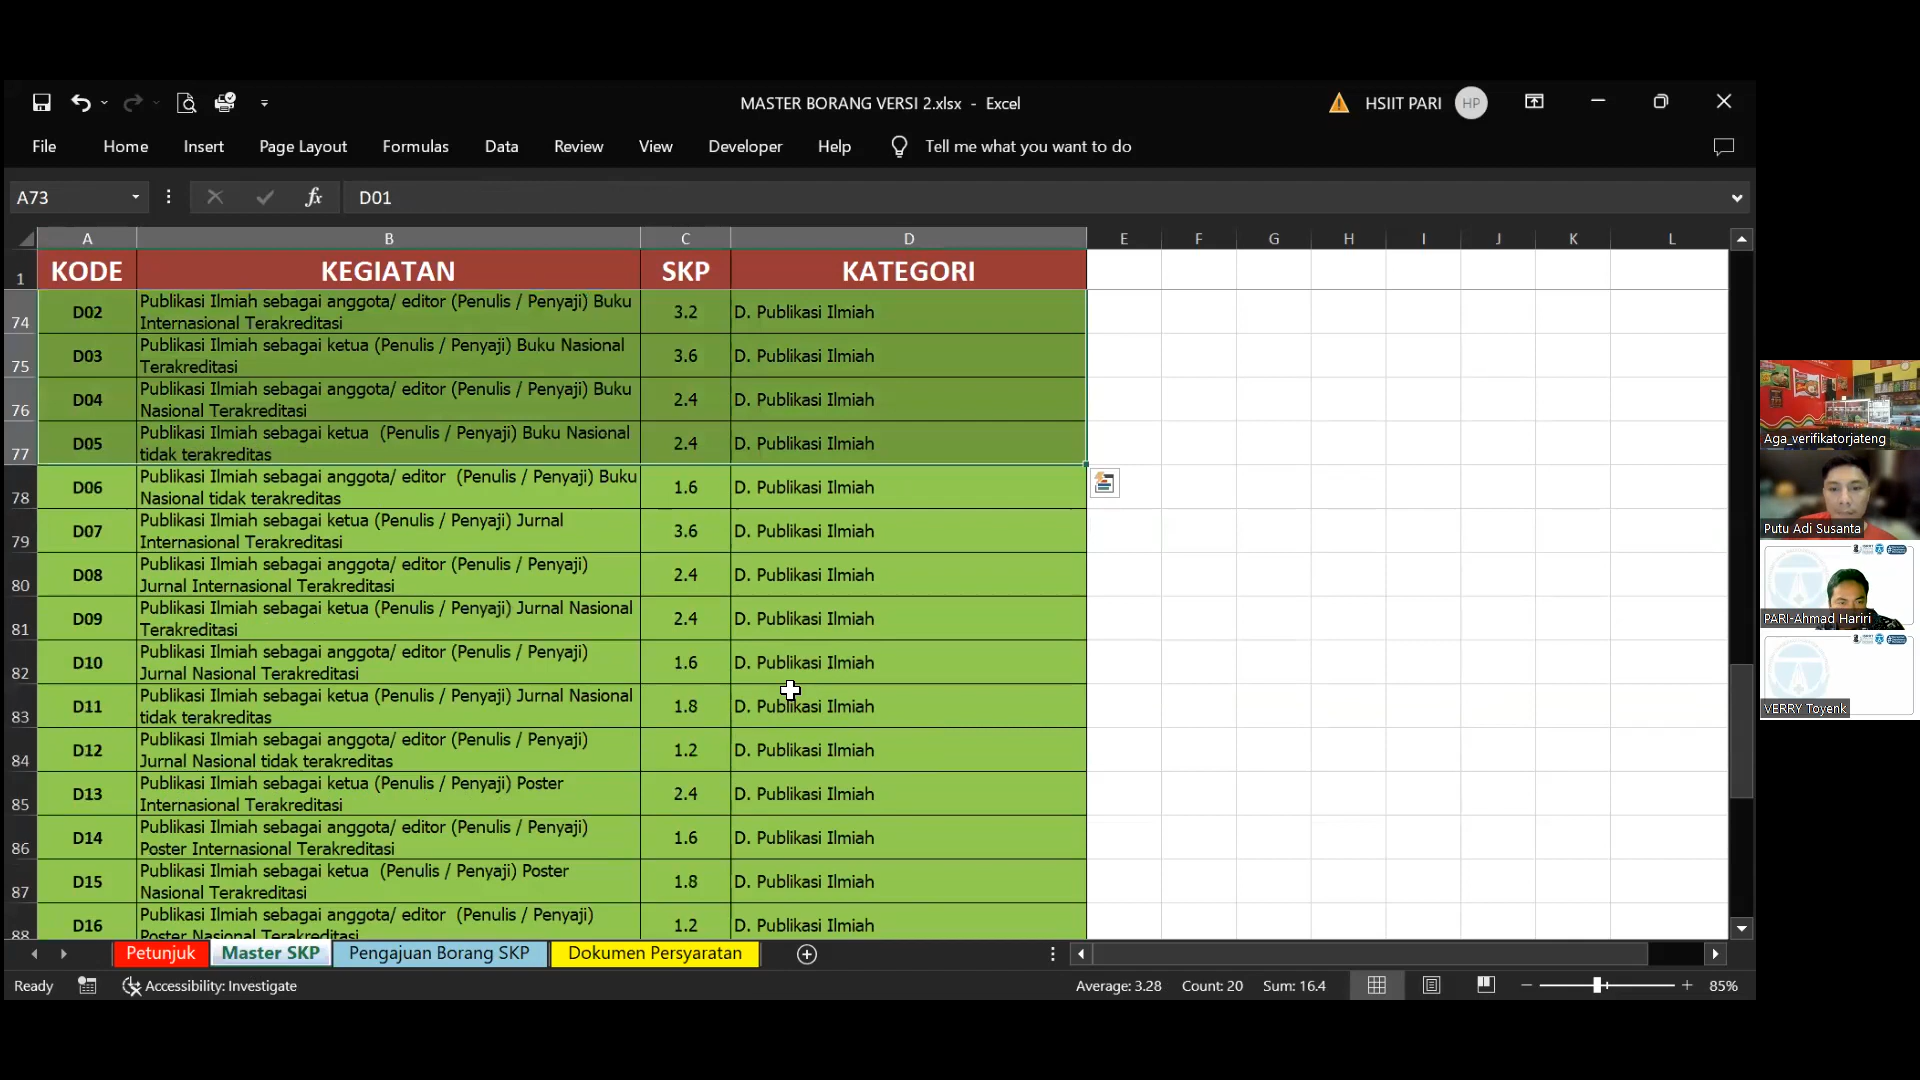 MASTER BORANG VERSI 2.xlsx - Excel
HSIIT PARI
HP
File Home Insert Page Layout Formulas Data Review View Developer Help Tell me what you want to do
A73 fx D01
A B C D E F G H I J K L
1 KODE KEGIATAN SKP KATEGORI
74 D02 Publikasi Ilmiah sebagai anggota/ editor (Penulis / Penyaji) Buku 3.2 D. Publikasi Ilmiah
Internasional Terakreditasi
75 D03 Publikasi Ilmiah sebagai ketua (Penulis / Penyaji) Buku Nasional 3.6 D. Publikasi Ilmiah
Terakreditasi
76 D04 Publikasi Ilmiah sebagai anggota/ editor (Penulis / Penyaji) Buku 2.4 D. Publikasi Ilmiah
Nasional Terakreditasi
77 D05 Publikasi Ilmiah sebagai ketua (Penulis / Penyaji) Buku Nasional 2.4 D. Publikasi Ilmiah
tidak terakreditas
78 D06 Publikasi Ilmiah sebagai anggota/ editor (Penulis / Penyaji) Buku 1.6 D. Publikasi Ilmiah
Nasional tidak terakreditas
79 D07 Publikasi Ilmiah sebagai ketua (Penulis / Penyaji) Jurnal 3.6 D. Publikasi Ilmiah
Internasional Terakreditasi
80 D08 Publikasi Ilmiah sebagai anggota/ editor (Penulis / Penyaji) 2.4 D. Publikasi Ilmiah
Jurnal Internasional Terakreditasi
81 D09 Publikasi Ilmiah sebagai ketua (Penulis / Penyaji) Jurnal Nasional 2.4 D. Publikasi Ilmiah
Terakreditasi
82 D10 Publikasi Ilmiah sebagai anggota/ editor (Penulis / Penyaji) 1.6 D. Publikasi Ilmiah
Jurnal Nasional Terakreditasi
83 D11 Publikasi Ilmiah sebagai ketua (Penulis / Penyaji) Jurnal Nasional 1.8 D. Publikasi Ilmiah
tidak terakreditas
84 D12 Publikasi Ilmiah sebagai anggota/ editor (Penulis / Penyaji) 1.2 D. Publikasi Ilmiah
Jurnal Nasional tidak terakreditas
85 D13 Publikasi Ilmiah sebagai ketua (Penulis / Penyaji) Poster 2.4 D. Publikasi Ilmiah
Internasional Terakreditasi
86 D14 Publikasi Ilmiah sebagai anggota/ editor (Penulis / Penyaji) 1.6 D. Publikasi Ilmiah
Poster Internasional Terakreditasi
87 D15 Publikasi Ilmiah sebagai ketua (Penulis / Penyaji) Poster 1.8 D. Publikasi Ilmiah
Nasional Terakreditasi
88 D16 Publikasi Ilmiah sebagai anggota/ editor (Penulis / Penyaji) 1.2 D. Publikasi Ilmiah
Poster Nasional Terakreditasi
Petunjuk Master SKP Pengajuan Borang SKP Dokumen Persyaratan
Ready Accessibility: Investigate Average: 3.28 Count: 20 Sum: 16.4 85%
Aga_verifikatorjateng
Putu Adi Susanta
PARI-Ahmad Hariri
VERRY Toyenk